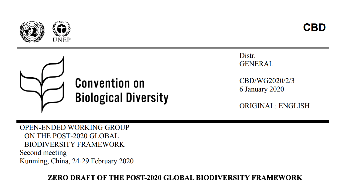 CBD
UNEP
Distr.
GENERAL
CBD/WG2020/2/3
6 January 2020
ORIGINAL: ENGLISH
Convention on
Biological Diversity
OPEN-ENDED WORKING GROUP
ON THE POST-2020 GLOBAL
BIODIVERSITY FRAMEWORK
Second meeting
Kunming, China, 24-29 February 2020
ZERO DRAFT OF THE POST-2020 GLOBAL BIODIVERSITY FRAMEWORK